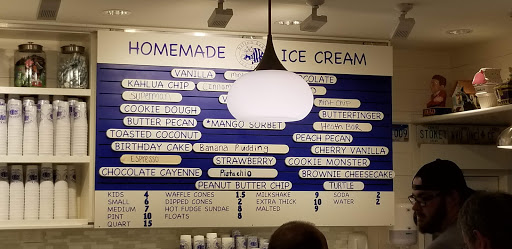 HOMEMADE ICE CREAM
VANILLA
KAHLUA CHIP
BUTTERFINGER
COOKIE DOUGH
BUTTER PECAN
*MANGO SORBET
HEATH BAR
TOASTED COCONUT
PEACH PECAN
BIRTHDAY CAKE
Banana Pudding
CHERRY VANILLA
ESPRESSO
STRAWBERRY
COOKIE MONSTER
CHOCOLATE CAYENNE
Pistachio
BROWNIE CHEESECAKE
PEANUT BUTTER CHIP
TURTLE
KIDS 4 WAFFLE CONES 1.5 MILKSHAKE 9 SODA 2
SMALL 6 DIPPED CONES 2 EXTRA THICK 10 WATER 2
MEDIUM 7 HOT FUDGE SUNDAE 8 MALTED 9
PINT 10 FLOATS 8
QUART 15